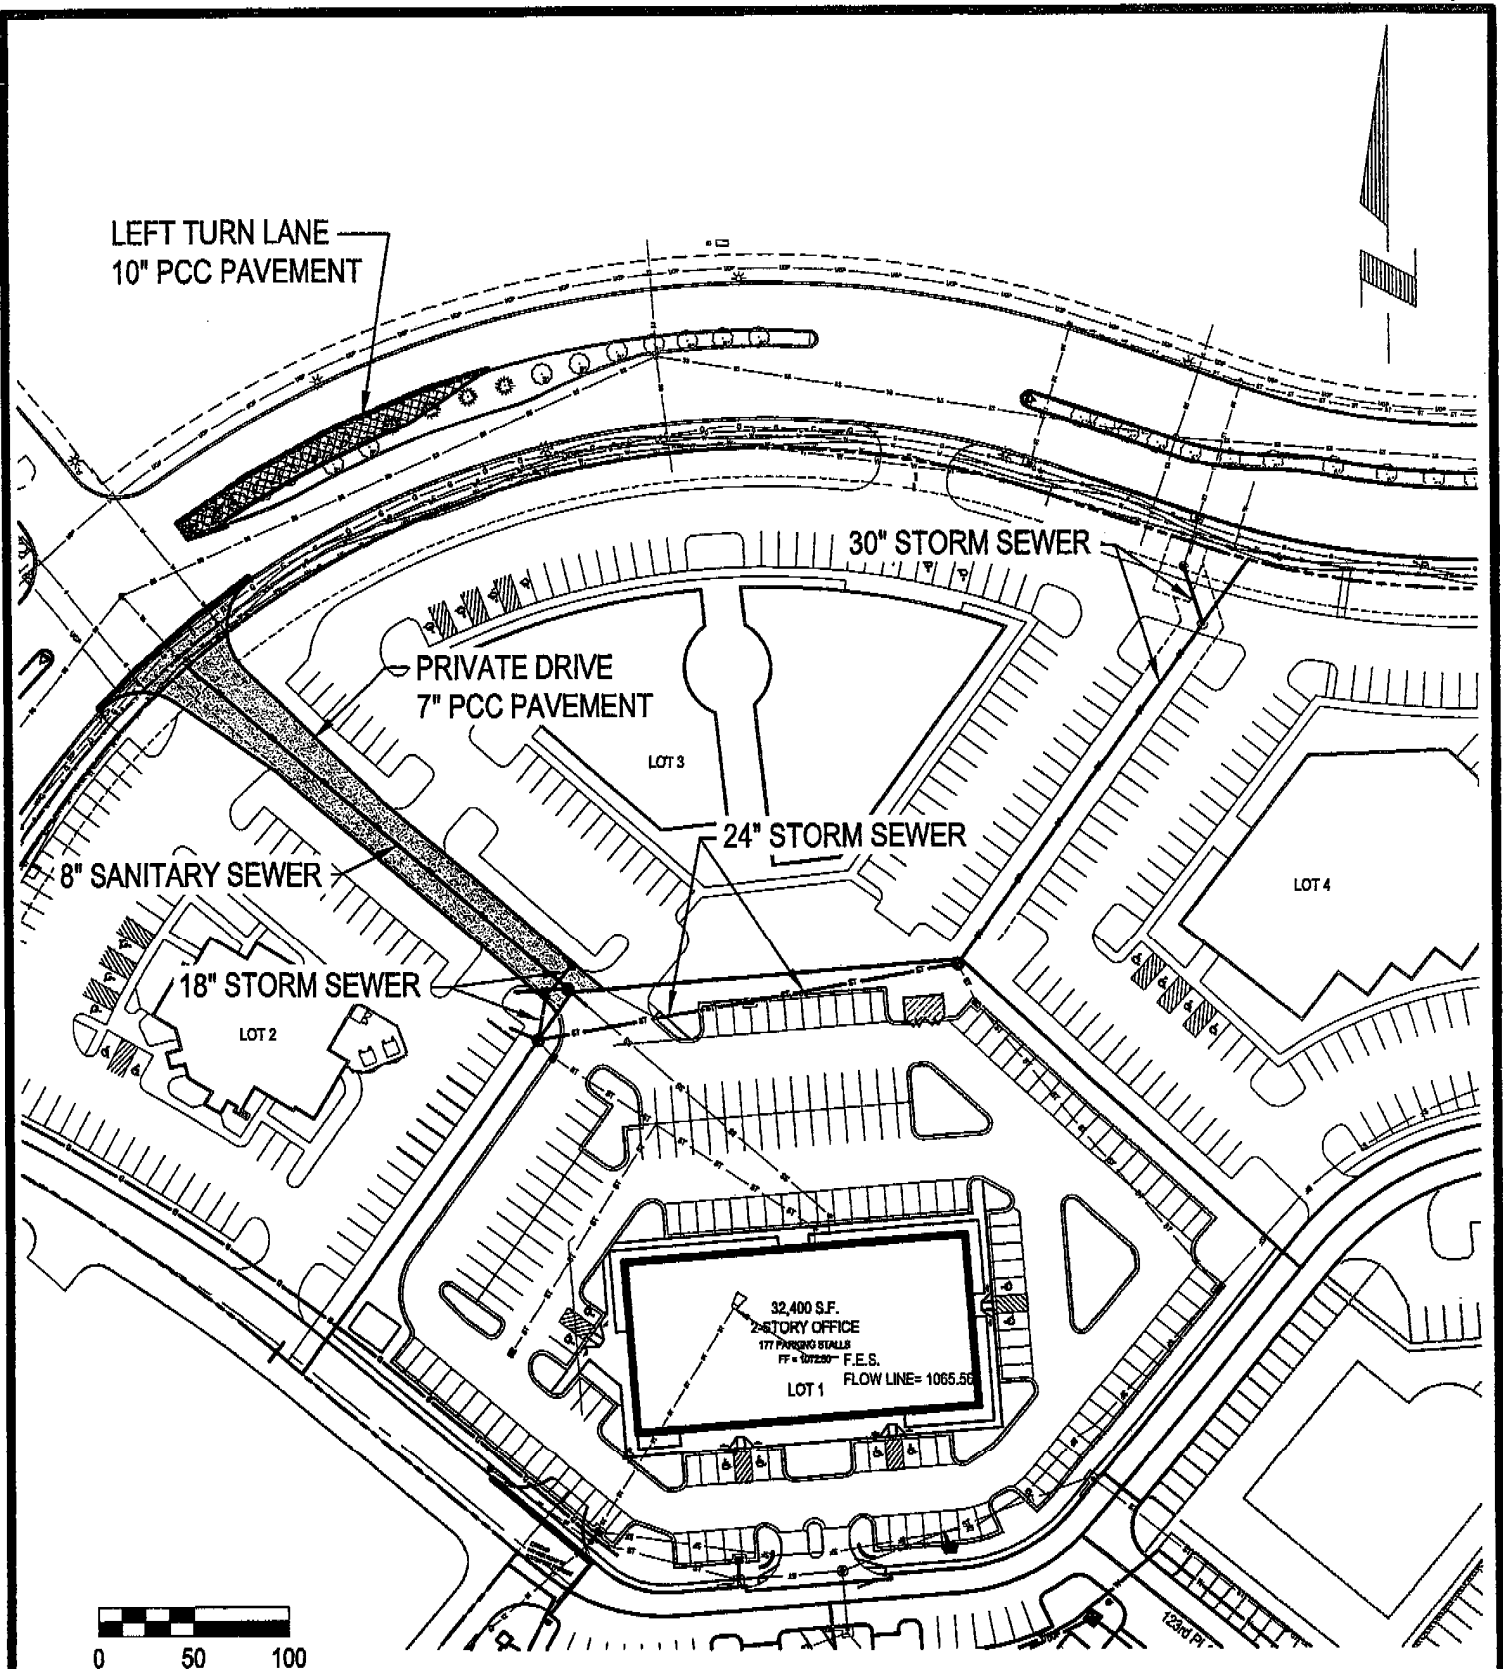 LEFT TURN LANE
10" PCC PAVEMENT
30" STORM SEWER
PRIVATE DRIVE
7" PCC PAVEMENT
LOT 3
24" STORM SEWER
8" SANITARY SEWER
LOT 4
18" STORM SEWER
LOT 2
32,400 S.F.
2-STORY OFFICE
177 PARKING STALLS
F.E.S.
FLOW LINE= 1065.56
LOT 1
123rd Pl.
0 50 100